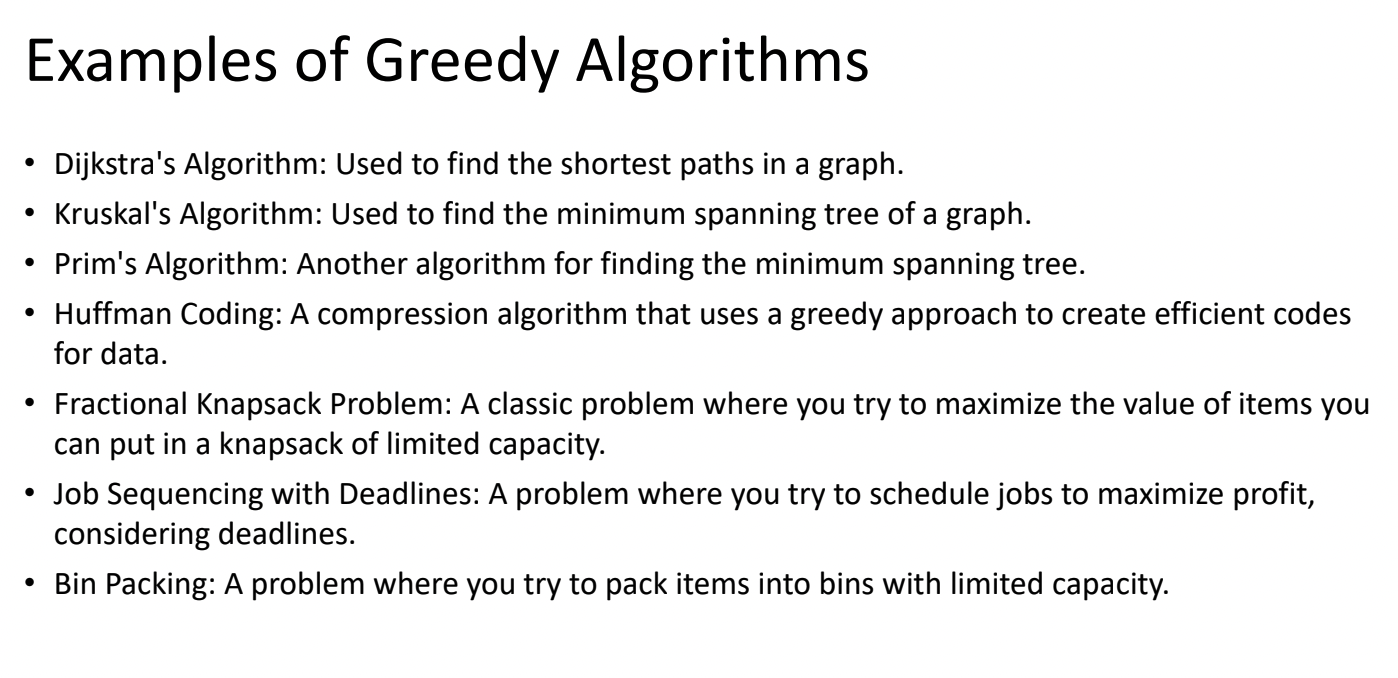 Examples of Greedy Algorithms
• Dijkstra's Algorithm: Used to find the shortest paths in a graph.
• Kruskal's Algorithm: Used to find the minimum spanning tree of a graph.
• Prim's Algorithm: Another algorithm for finding the minimum spanning tree.
• Huffman Coding: A compression algorithm that uses a greedy approach to create efficient codes
for data.
• Fractional Knapsack Problem: A classic problem where you try to maximize the value of items you
can put in a knapsack of limited capacity.
• Job Sequencing with Deadlines: A problem where you try to schedule jobs to maximize profit,
considering deadlines.
• Bin Packing: A problem where you try to pack items into bins with limited capacity.